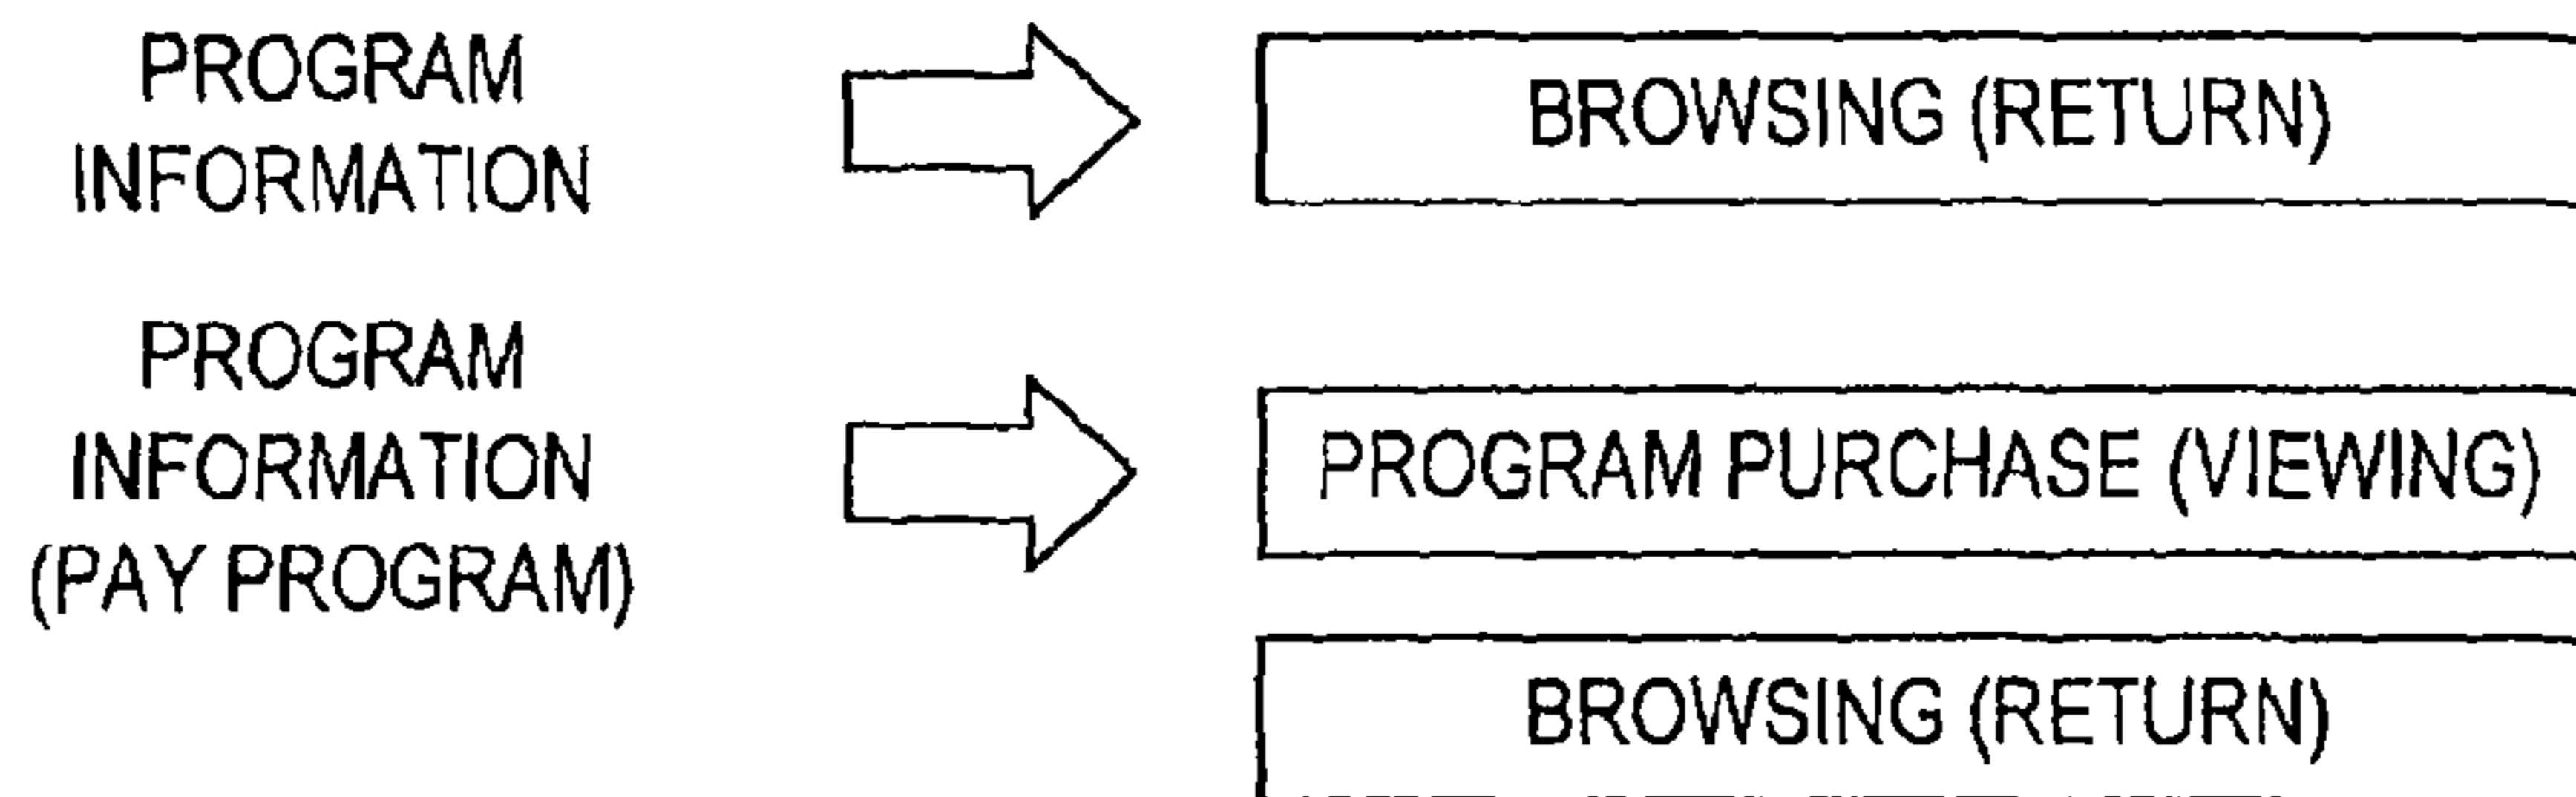 PROGRAM
INFORMATION
BROWSING (RETURN)
PROGRAM
INFORMATION
(PAY PROGRAM)
PROGRAM PURCHASE (VIEWING)
BROWSING (RETURN)